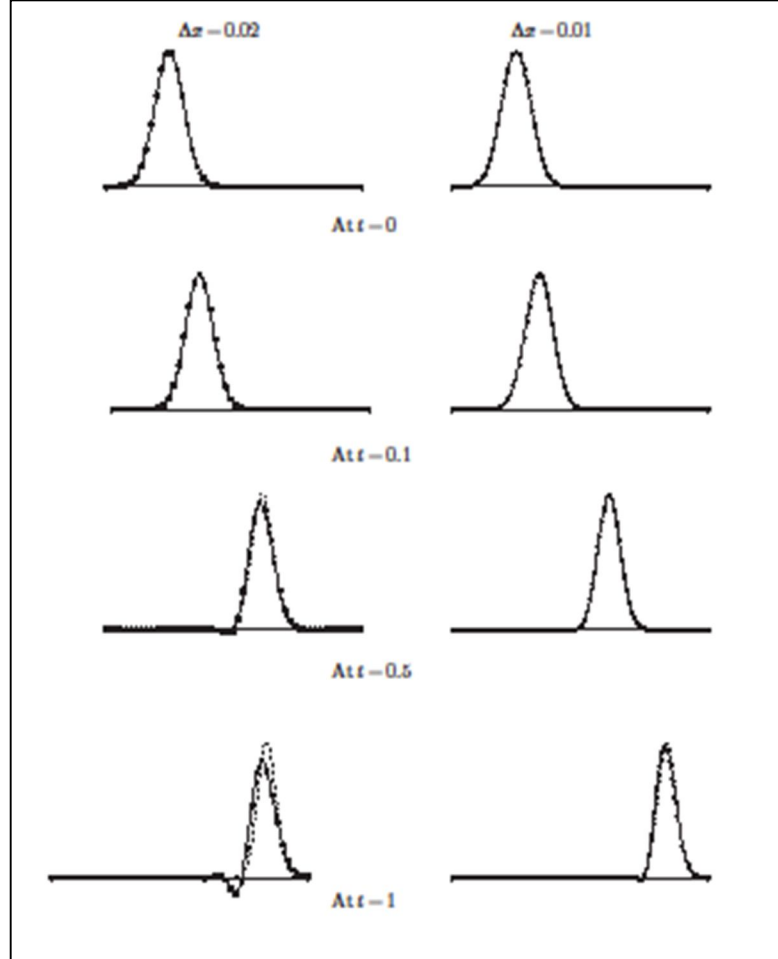 Δx=0.02 Δx=0.01
At t=0
At t=0.1
At t=0.5
At t=1